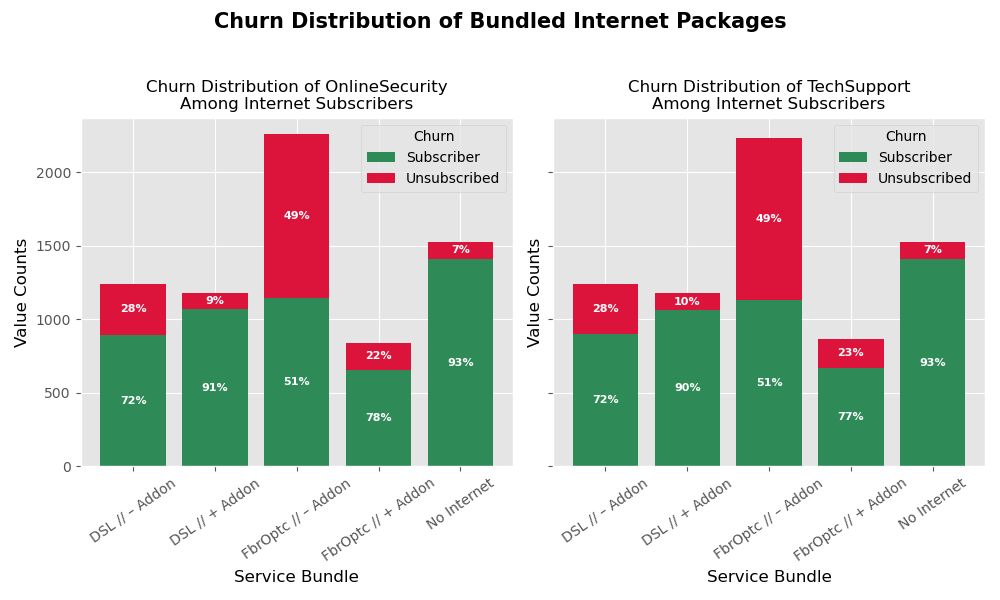 Churn Distribution of Bundled Internet Packages
Churn Distribution of OnlineSecurity
Among Internet Subscribers
Churn
Subscriber
Unsubscribed
Value Counts
2000
1500
1000
500
0
28%
72%
9%
91%
49%
51%
22%
78%
7%
93%
DSL // – Addon
DSL // + Addon
FbrOptc // – Addon
FbrOptc // + Addon
No Internet
Service Bundle
Churn Distribution of TechSupport
Among Internet Subscribers
Churn
Subscriber
Unsubscribed
Value Counts
28%
72%
10%
90%
49%
51%
23%
77%
7%
93%
DSL // – Addon
DSL // + Addon
FbrOptc // – Addon
FbrOptc // + Addon
No Internet
Service Bundle